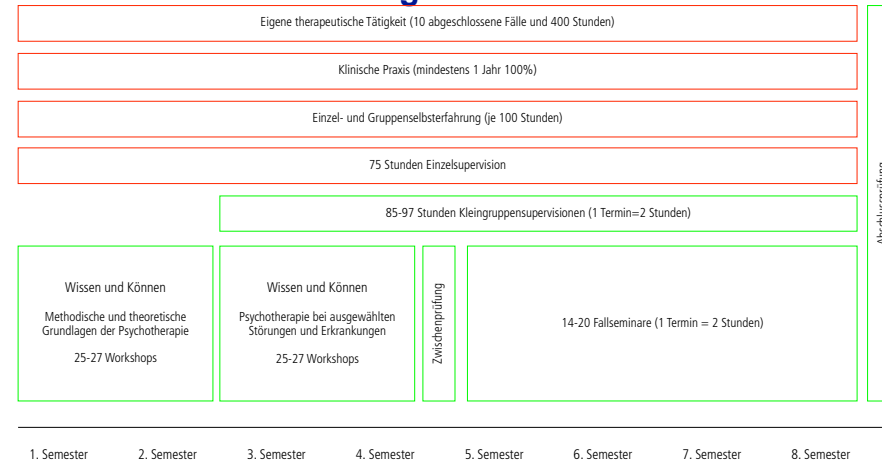 Eigene therapeutische Tätigkeit (10 abgeschlossene Fälle und 400 Stunden)
Klinische Praxis (mindestens 1 Jahr 100%)
Einzel- und Gruppenselbsterfahrung (je 100 Stunden)
75 Stunden Einzelsupervision
85-97 Stunden Kleingruppensupervisionen (1 Termin=2 Stunden)
Wissen und Können
Methodische und theoretische
Grundlagen der Psychotherapie
25-27 Workshops
Wissen und Können
Psychotherapie bei ausgewählten
Störungen und Erkrankungen
25-27 Workshops
Zwischenprüfung
14-20 Fallseminare (1 Termin = 2 Stunden)
Abschlussprüfung
1. Semester
2. Semester
3. Semester
4. Semester
5. Semester
6. Semester
7. Semester
8. Semester